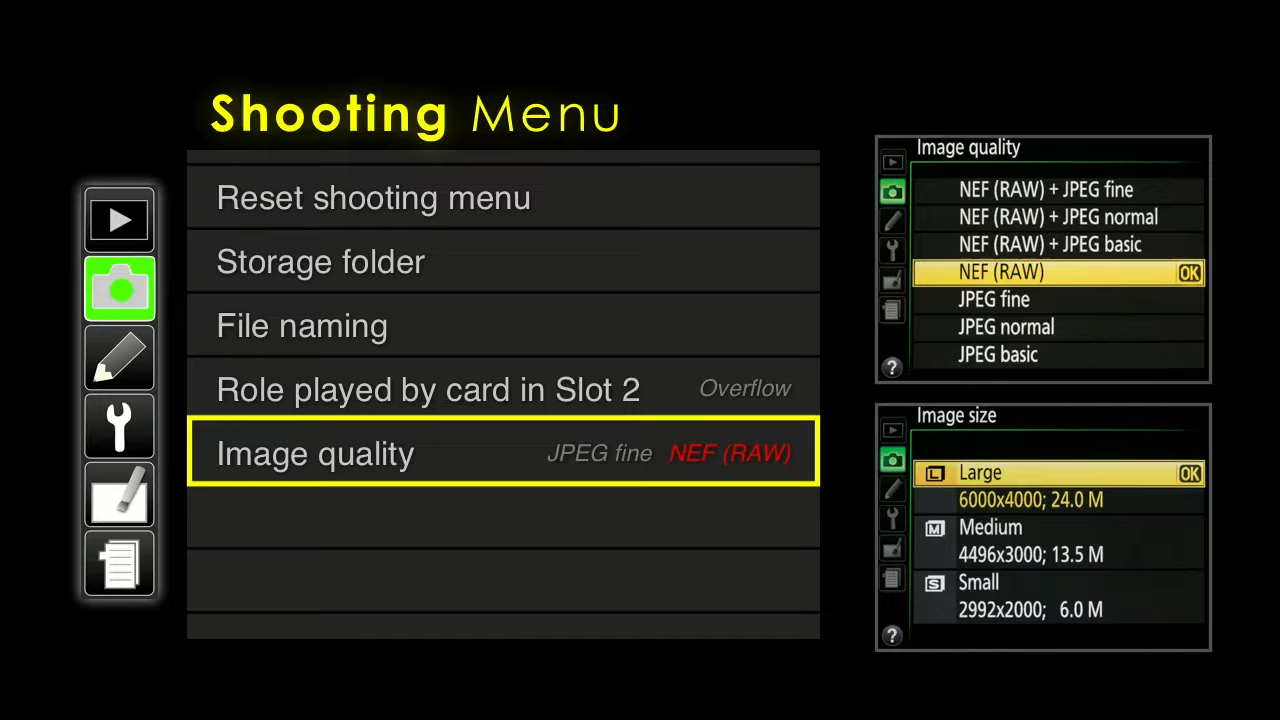 Shooting Menu
Reset shooting menu
Storage folder
File naming
Role played by card in Slot 2 Overflow
Image quality JPEG fine NEF (RAW)
Image quality
NEF (RAW) + JPEG fine
NEF (RAW) + JPEG normal
NEF (RAW) + JPEG basic
NEF (RAW) OK
JPEG fine
JPEG normal
JPEG basic
?
Image size
L Large OK
6000x4000; 24.0 M
M Medium
4496x3000; 13.5 M
S Small
2992x2000; 6.0 M
?